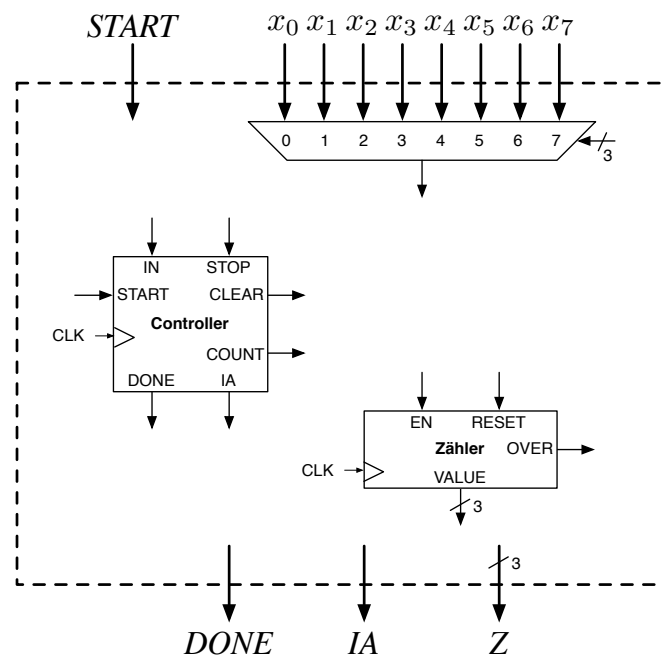 START x₀ x₁ x₂ x₃ x₄ x₅ x₆ x₇
0 1 2 3 4 5 6 7
3
IN STOP
START CLEAR
Controller
CLK
COUNT
DONE IA
EN RESET
Zähler OVER
CLK
VALUE
3
3
DONE IA Z